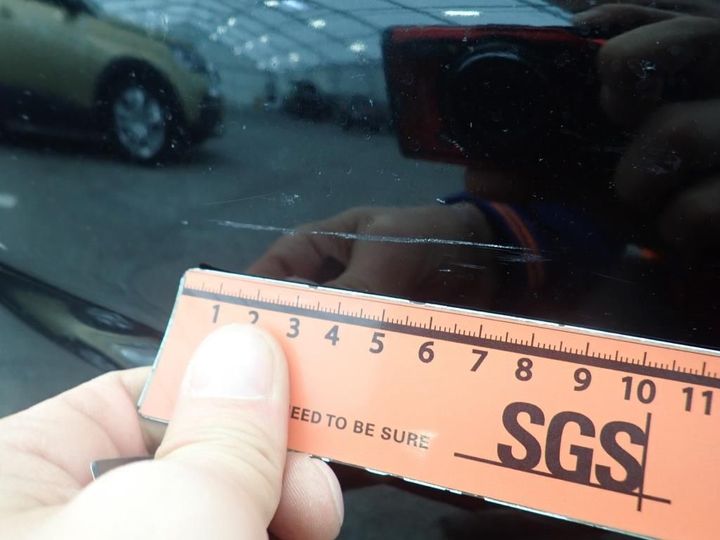 1 2 3 4 5 6 7 8 9 10 11
EED TO BE SURE
SGS